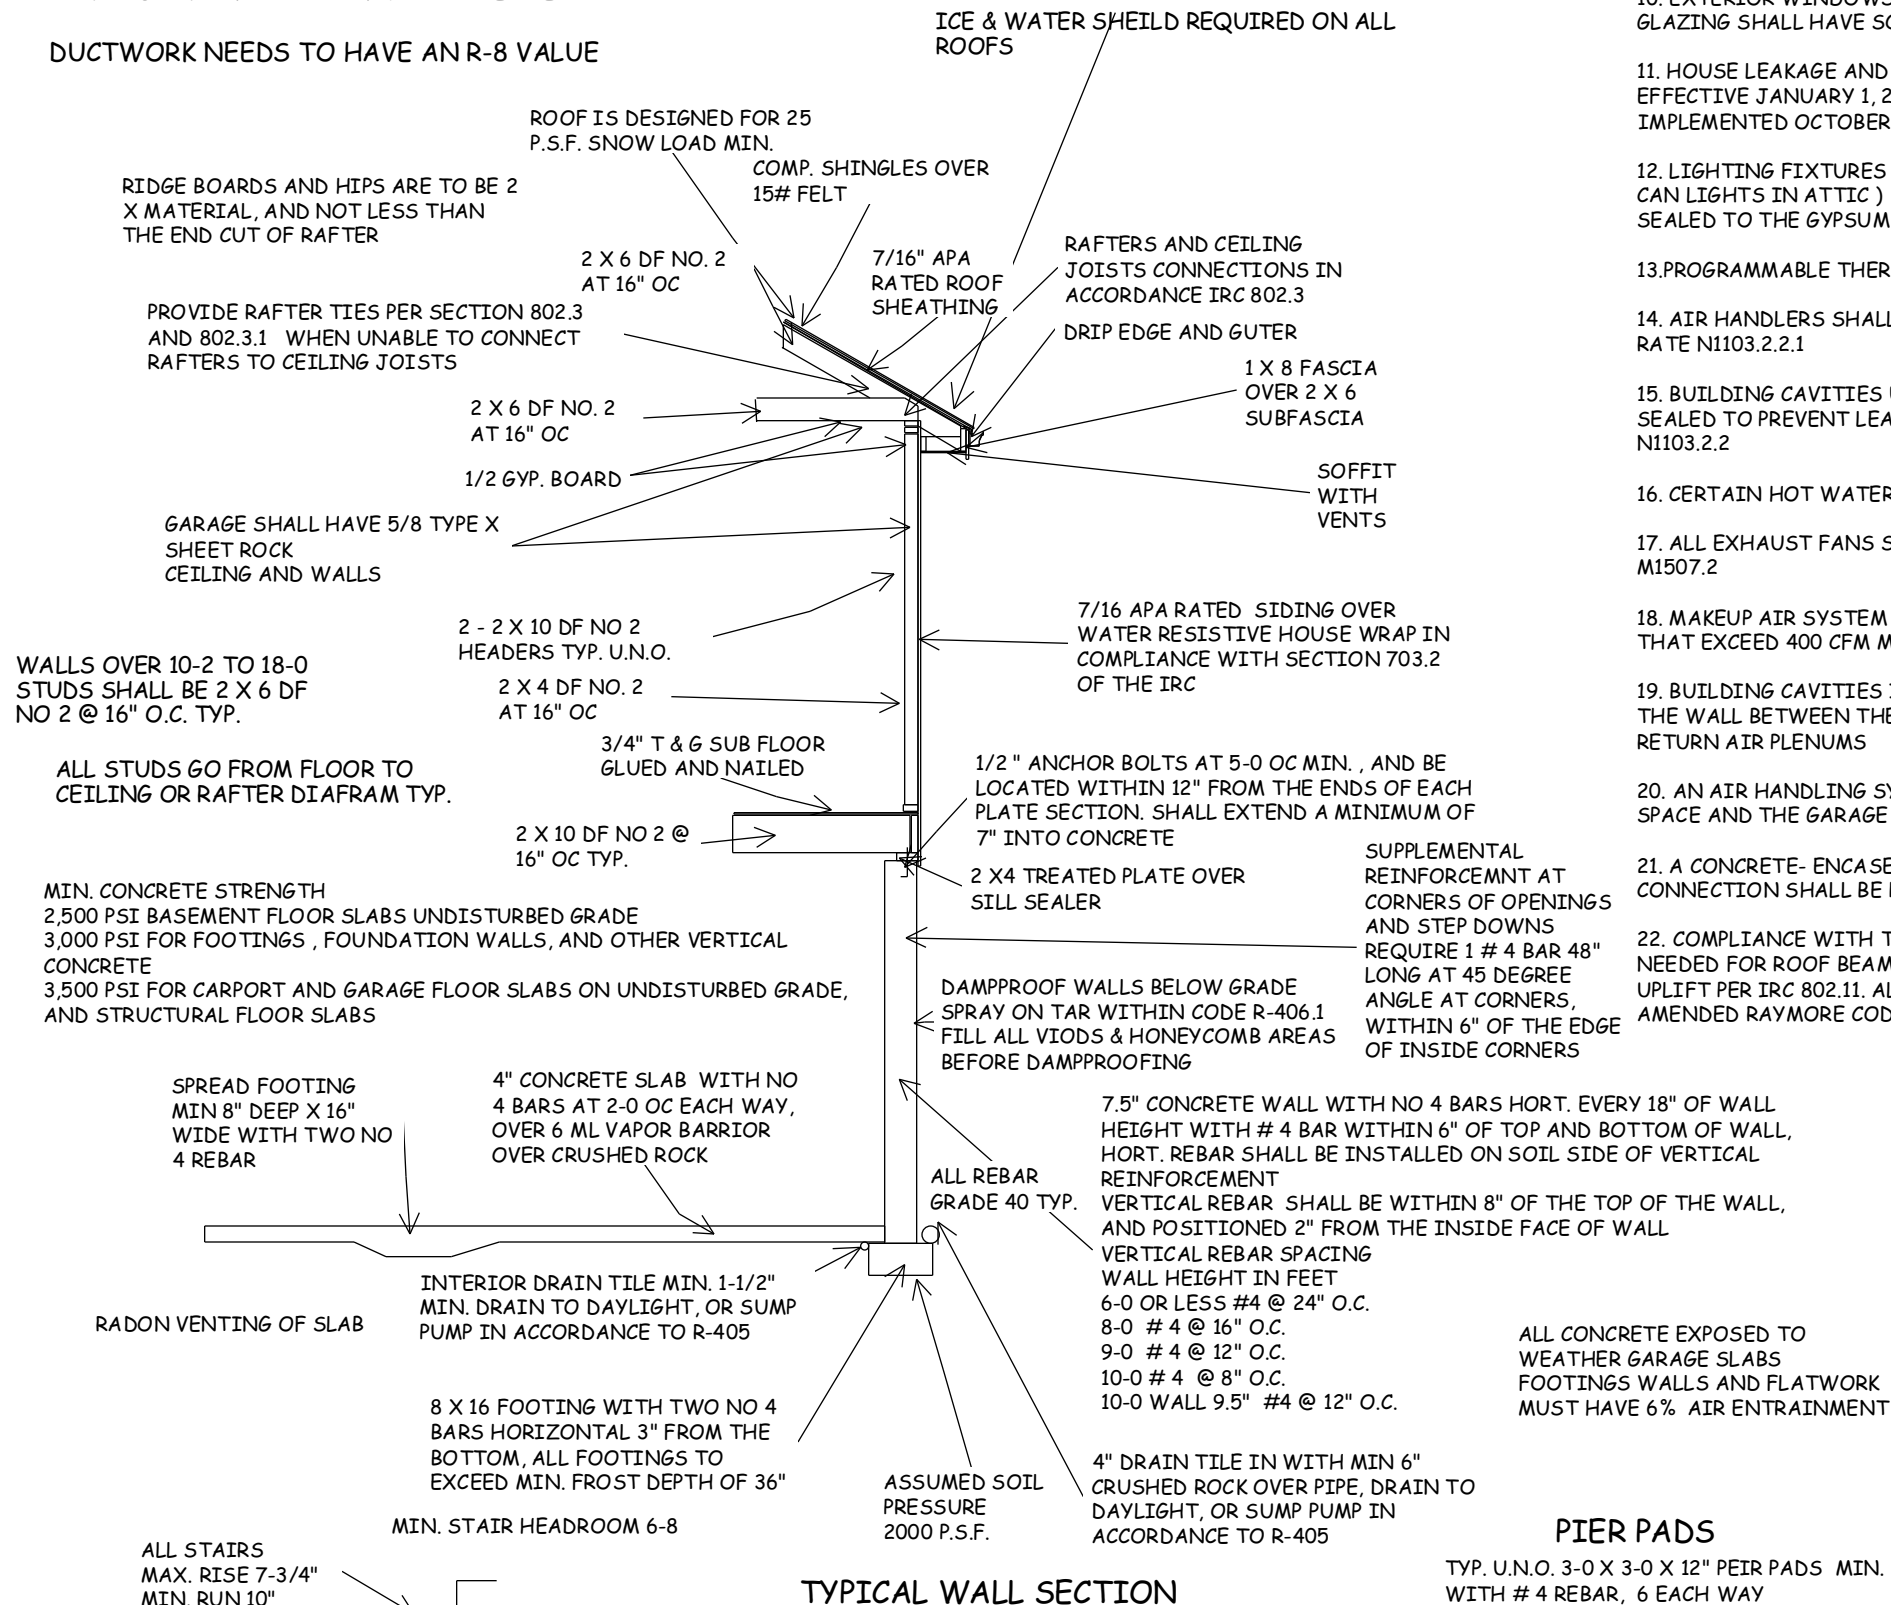 DUCTWORK NEEDS TO HAVE AN R-8 VALUE
ICE & WATER SHEILD REQUIRED ON ALL
ROOFS
ROOF IS DESIGNED FOR 25
P.S.F. SNOW LOAD MIN.
COMP. SHINGLES OVER
15# FELT
RIDGE BOARDS AND HIPS ARE TO BE 2
X MATERIAL, AND NOT LESS THAN
THE END CUT OF RAFTER
2 X 6 DF NO. 2
AT 16" OC
7/16" APA
RATED ROOF
SHEATHING
RAFTERS AND CEILING
JOISTS CONNECTIONS IN
ACCORDANCE IRC 802.3
PROVIDE RAFTER TIES PER SECTION 802.3
AND 802.3.1 WHEN UNABLE TO CONNECT
RAFTERS TO CEILING JOISTS
DRIP EDGE AND GUTER
1 X 8 FASCIA
OVER 2 X 6
SUBFASCIA
2 X 6 DF NO. 2
AT 16" OC
1/2 GYP. BOARD
SOFFIT
WITH
VENTS
GARAGE SHALL HAVE 5/8 TYPE X
SHEET ROCK
CEILING AND WALLS
2 - 2 X 10 DF NO 2
HEADERS TYP. U.N.O.
7/16 APA RATED SIDING OVER
WATER RESISTIVE HOUSE WRAP IN
COMPLIANCE WITH SECTION 703.2
OF THE IRC
WALLS OVER 10-2 TO 18-0
STUDS SHALL BE 2 X 6 DF
NO 2 @ 16" O.C. TYP.
2 X 4 DF NO. 2
AT 16" OC
3/4" T & G SUB FLOOR
GLUED AND NAILED
ALL STUDS GO FROM FLOOR TO
CEILING OR RAFTER DIAFRAM TYP.
1/2 " ANCHOR BOLTS AT 5-0 OC MIN. , AND BE
LOCATED WITHIN 12" FROM THE ENDS OF EACH
PLATE SECTION. SHALL EXTEND A MINIMUM OF
7" INTO CONCRETE
2 X 10 DF NO 2 @
16" OC TYP.
2 X4 TREATED PLATE OVER
SILL SEALER
SUPPLEMENTAL
REINFORCEMNT AT
CORNERS OF OPENINGS
AND STEP DOWNS
REQUIRE 1 # 4 BAR 48"
LONG AT 45 DEGREE
ANGLE AT CORNERS,
WITHIN 6" OF THE EDGE
OF INSIDE CORNERS
MIN. CONCRETE STRENGTH
2,500 PSI BASEMENT FLOOR SLABS UNDISTURBED GRADE
3,000 PSI FOR FOOTINGS , FOUNDATION WALLS, AND OTHER VERTICAL
CONCRETE
3,500 PSI FOR CARPORT AND GARAGE FLOOR SLABS ON UNDISTURBED GRADE,
AND STRUCTURAL FLOOR SLABS
DAMPPROOF WALLS BELOW GRADE
SPRAY ON TAR WITHIN CODE R-406.1
FILL ALL VIODS & HONEYCOMB AREAS
BEFORE DAMPPROOFING
SPREAD FOOTING
MIN 8" DEEP X 16"
WIDE WITH TWO NO
4 REBAR
4" CONCRETE SLAB WITH NO
4 BARS AT 2-0 OC EACH WAY,
OVER 6 ML VAPOR BARRIOR
OVER CRUSHED ROCK
ALL REBAR
GRADE 40 TYP.
7.5" CONCRETE WALL WITH NO 4 BARS HORT. EVERY 18" OF WALL
HEIGHT WITH # 4 BAR WITHIN 6" OF TOP AND BOTTOM OF WALL,
HORT. REBAR SHALL BE INSTALLED ON SOIL SIDE OF VERTICAL
REINFORCEMENT
VERTICAL REBAR SHALL BE WITHIN 8" OF THE TOP OF THE WALL,
AND POSITIONED 2" FROM THE INSIDE FACE OF WALL
VERTICAL REBAR SPACING
WALL HEIGHT IN FEET
6-0 OR LESS #4 @ 24" O.C.
8-0 # 4 @ 16" O.C.
9-0 # 4 @ 12" O.C.
10-0 # 4 @ 8" O.C.
10-0 WALL 9.5" #4 @ 12" O.C.
INTERIOR DRAIN TILE MIN. 1-1/2"
MIN. DRAIN TO DAYLIGHT, OR SUMP
PUMP IN ACCORDANCE TO R-405
RADON VENTING OF SLAB
8 X 16 FOOTING WITH TWO NO 4
BARS HORIZONTAL 3" FROM THE
BOTTOM, ALL FOOTINGS TO
EXCEED MIN. FROST DEPTH OF 36"
ASSUMED SOIL
PRESSURE
2000 P.S.F.
4" DRAIN TILE IN WITH MIN 6"
CRUSHED ROCK OVER PIPE, DRAIN TO
DAYLIGHT, OR SUMP PUMP IN
ACCORDANCE TO R-405
ALL CONCRETE EXPOSED TO
WEATHER GARAGE SLABS
FOOTINGS WALLS AND FLATWORK
MUST HAVE 6% AIR ENTRAINMENT
MIN. STAIR HEADROOM 6-8
ALL STAIRS
MAX. RISE 7-3/4"
MIN. RUN 10"
TYPICAL WALL SECTION
PIER PADS
TYP. U.N.O. 3-0 X 3-0 X 12" PEIR PADS MIN.
WITH # 4 REBAR, 6 EACH WAY
10. EXTERIOR WINDOWS
GLAZING SHALL HAVE SO
11. HOUSE LEAKAGE AND
EFFECTIVE JANUARY 1, 2
IMPLEMENTED OCTOBER
12. LIGHTING FIXTURES
CAN LIGHTS IN ATTIC )
SEALED TO THE GYPSUM
13.PROGRAMMABLE THER
14. AIR HANDLERS SHALL
RATE N1103.2.2.1
15. BUILDING CAVITIES
SEALED TO PREVENT LEA
N1103.2.2
16. CERTAIN HOT WATER
17. ALL EXHAUST FANS S
M1507.2
18. MAKEUP AIR SYSTEM
THAT EXCEED 400 CFM M
19. BUILDING CAVITIES
THE WALL BETWEEN THE
RETURN AIR PLENUMS
20. AN AIR HANDLING SY
SPACE AND THE GARAGE
21. A CONCRETE- ENCASE
CONNECTION SHALL BE
22. COMPLIANCE WITH T
NEEDED FOR ROOF BEAM
UPLIFT PER IRC 802.11. AL
AMENDED RAYMORE COD